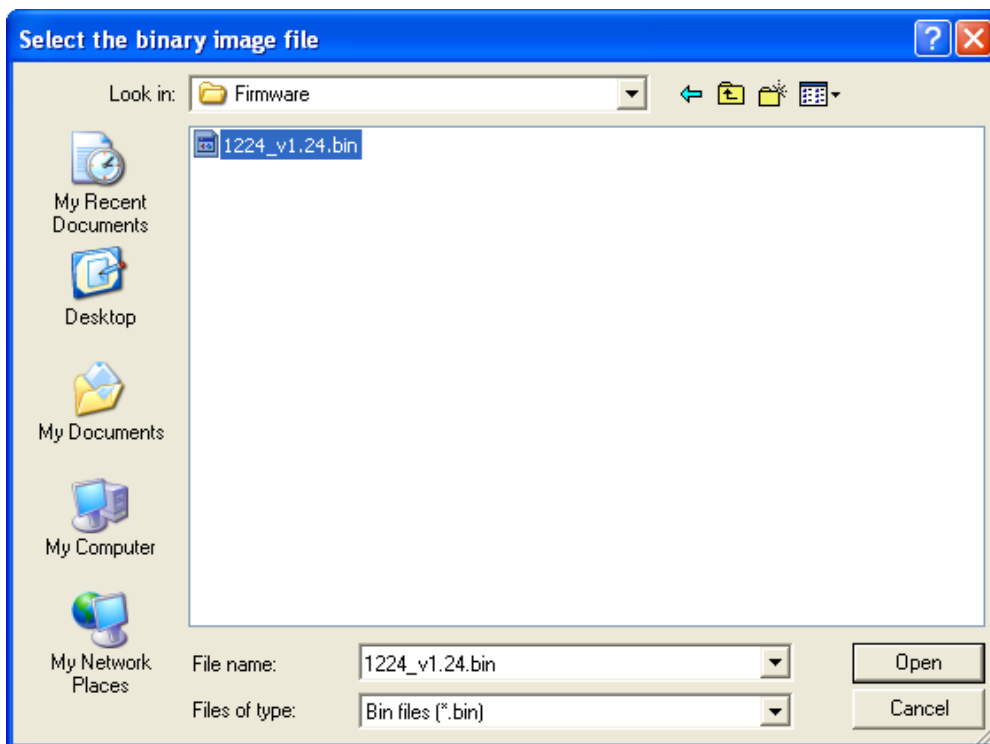 Select the binary image file
Look in: Firmware
1224_v1.24.bin
My Recent
Documents
Desktop
My Documents
My Computer
My Network
Places
File name: 1224_v1.24.bin Open
Files of type: Bin files (*.bin) Cancel